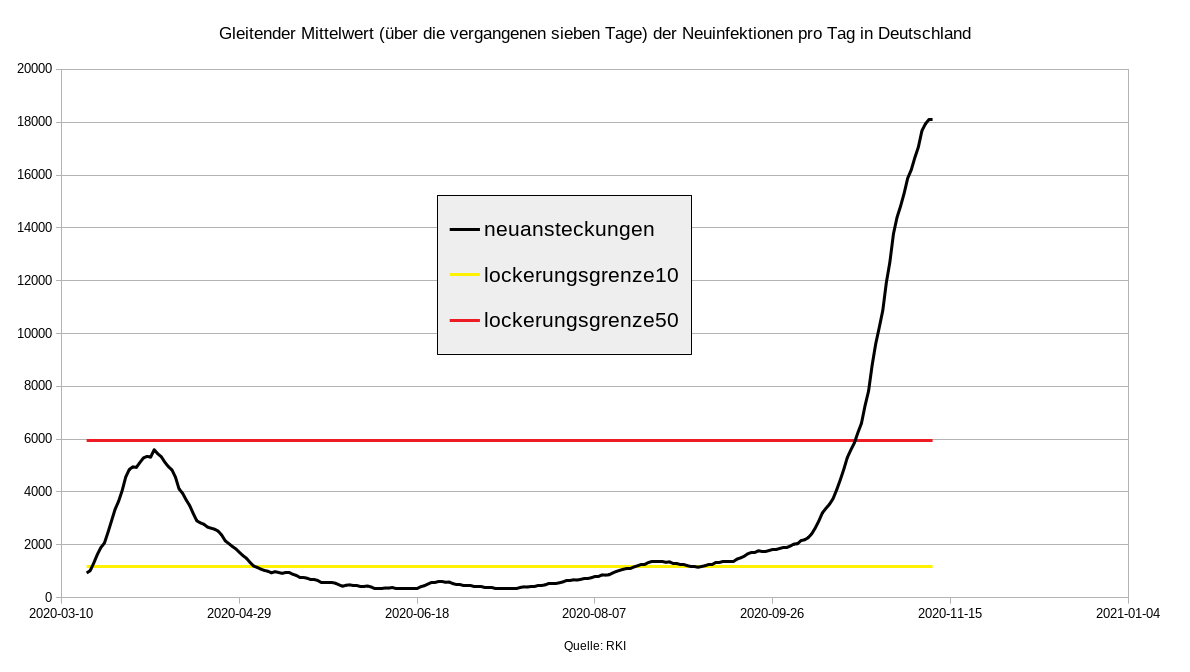 Gleitender Mittelwert (über die vergangenen sieben Tage) der Neuinfektionen pro Tag in Deutschland
20000
18000
16000
14000
12000
10000
8000
6000
4000
2000
0
neuansteckungen
lockerungsgrenze10
lockerungsgrenze50
2020-03-10 2020-04-29 2020-06-18 2020-08-07 2020-09-26 2020-11-15 2021-01-04
Quelle: RKI